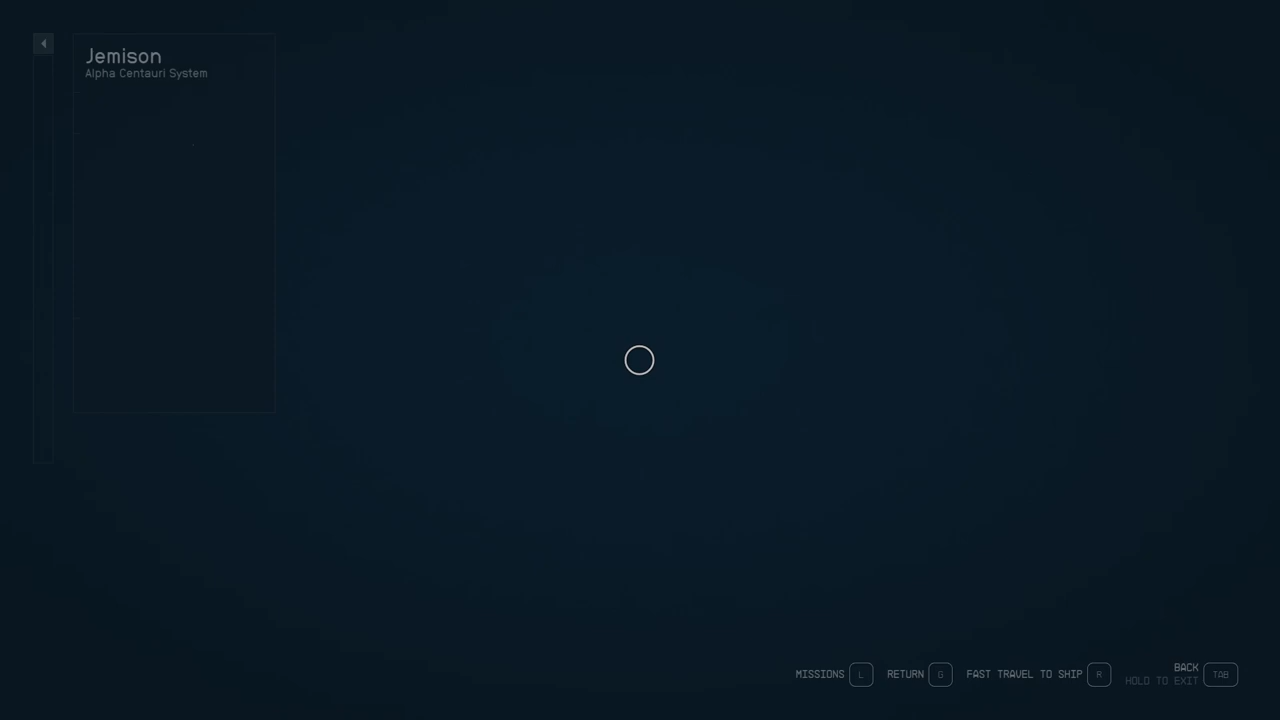 Jemison
Alpha Centauri System
MISSIONS L RETURN G FAST TRAVEL TO SHIP R BACK TAB
HOLD TO EXIT